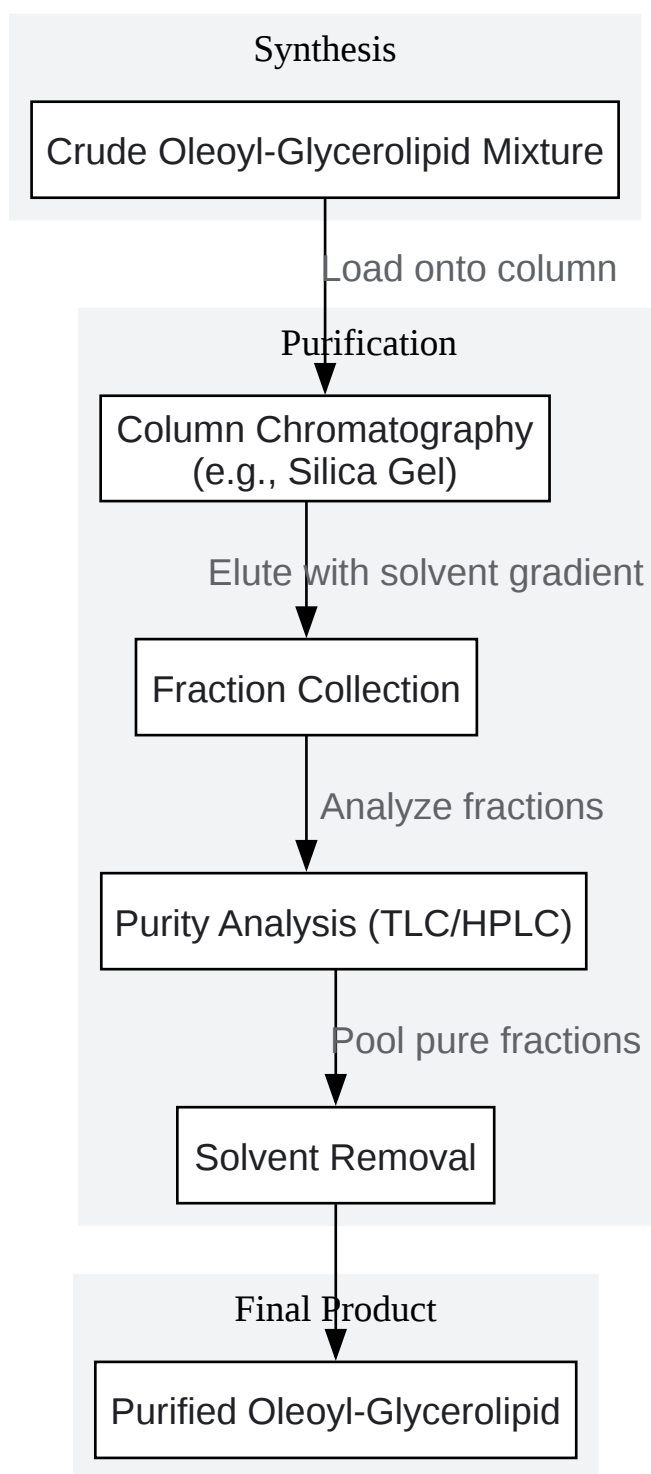 Synthesis
Crude Oleoyl-Glycerolipid Mixture
Load onto column
Purification
Column Chromatography
(e.g., Silica Gel)
Elute with solvent gradient
Fraction Collection
Analyze fractions
Purity Analysis (TLC/HPLC)
Pool pure fractions
Solvent Removal
Final Product
Purified Oleoyl-Glycerolipid